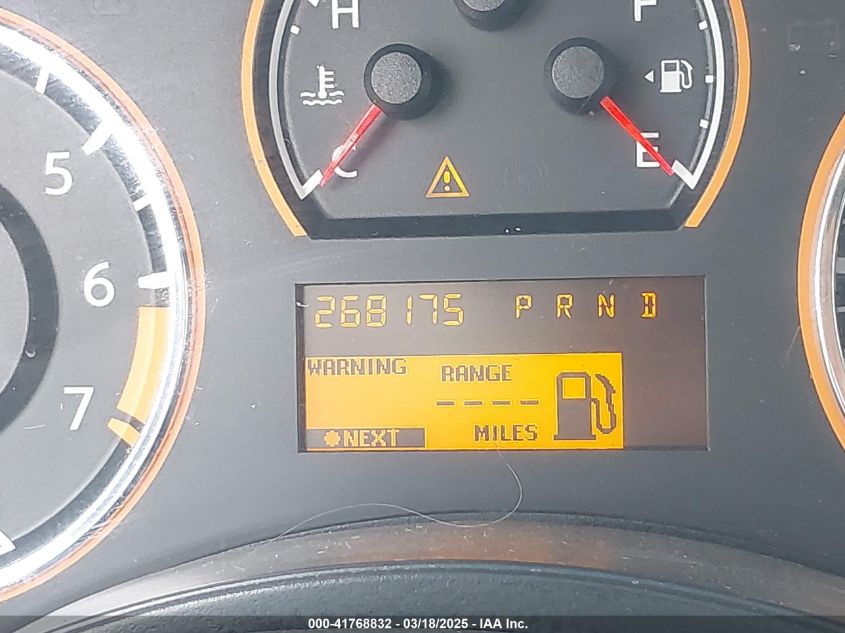 H
F
C
E
5
6
7
268175 P R N D
WARNING
RANGE
----
NEXT
MILES
000-41768832 / 03/18/2025 - IAA Inc.